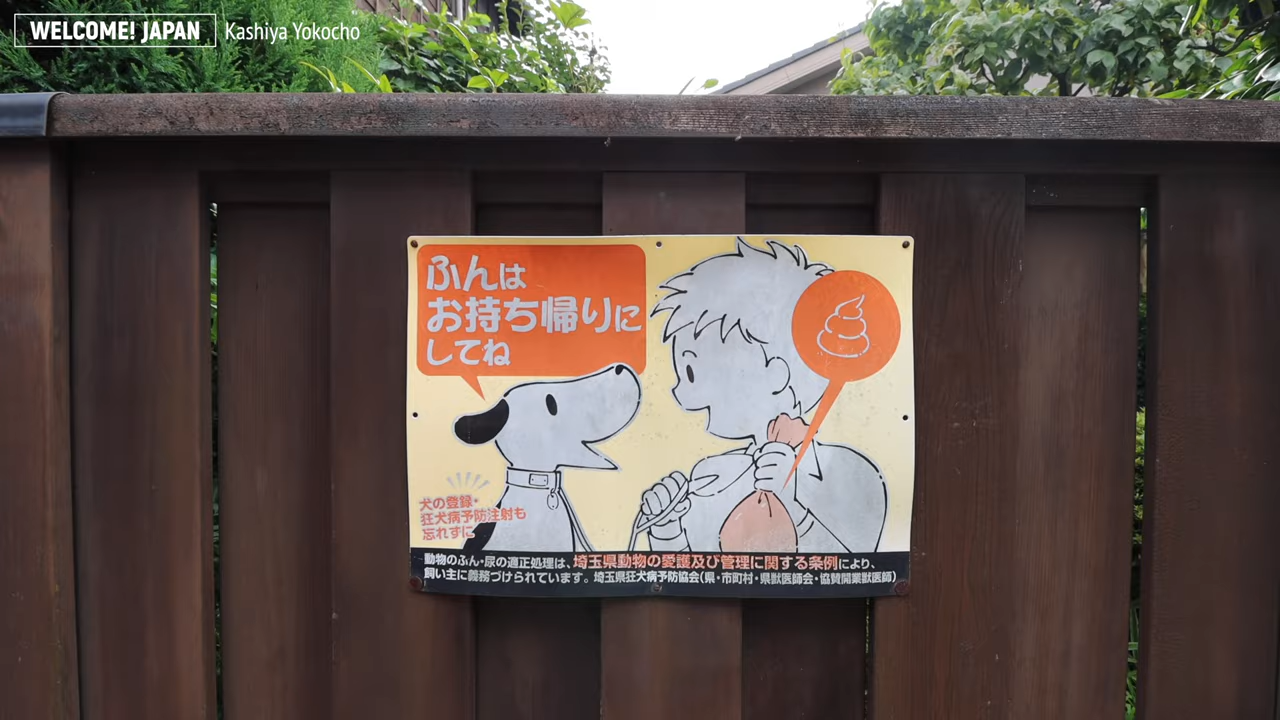 WELCOME! JAPAN Kashiya Yokocho
ふんは
お持ち帰りに
してね
犬の登録・
狂犬病予防注射も
忘れずに
動物のふん・尿の適正処理は、埼玉県動物の愛護及び管理に関する条例により、
飼い主に義務づけられています。埼玉県狂犬病予防協会(県・市町村・県獣医師会・協賛開業獣医師)